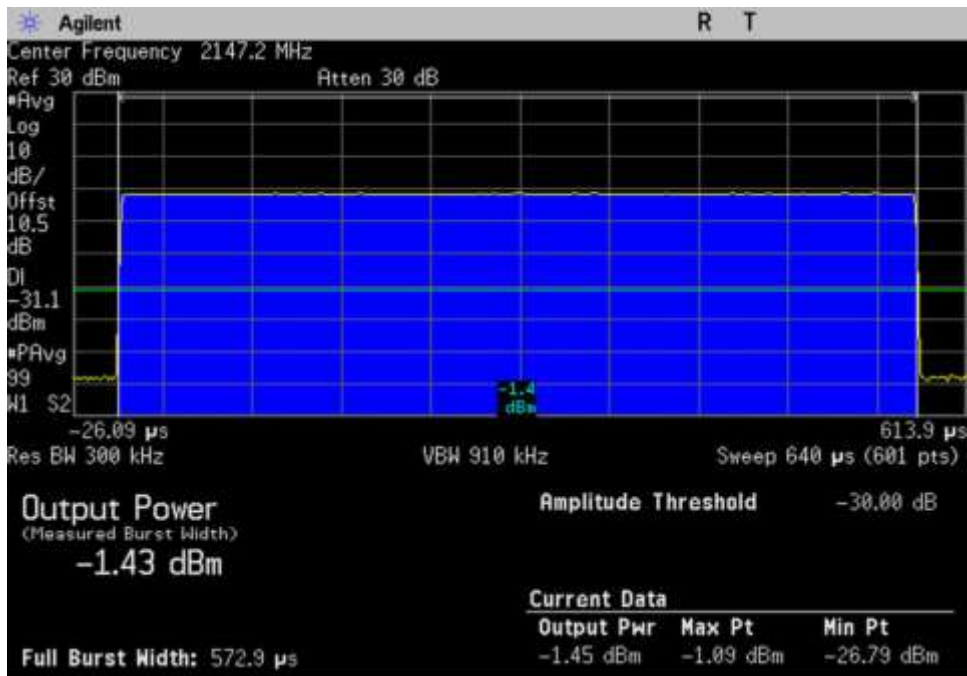 Agilent R T
Center Frequency 2147.2 MHz
Ref 30 dBm Atten 30 dB
#Avg
Log
10
dB/
Offst
10.5
dB
DI
-31.1
dBm
#PAvg
99
W1 S2
-1.4
dBm
-26.09 µs 613.9 µs
Res BW 300 kHz VBW 910 kHz Sweep 640 µs (601 pts)
Output Power Amplitude Threshold -30.00 dB
(Measured Burst Width)
-1.43 dBm
Current Data
Output Pwr Max Pt Min Pt
-1.45 dBm -1.09 dBm -26.79 dBm
Full Burst Width: 572.9 µs